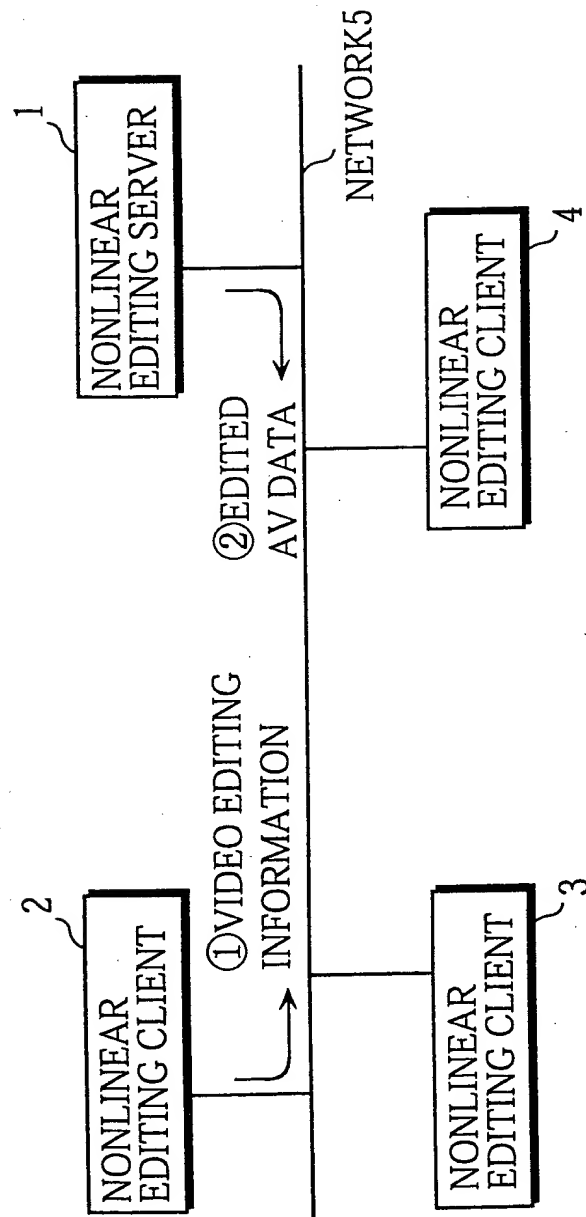 2
NONLINEAR
EDITING CLIENT
①VIDEO EDITING
INFORMATION
②EDITED
AV DATA
1
NONLINEAR
EDITING SERVER
NETWORK5
NONLINEAR
EDITING CLIENT
3
NONLINEAR
EDITING CLIENT
4